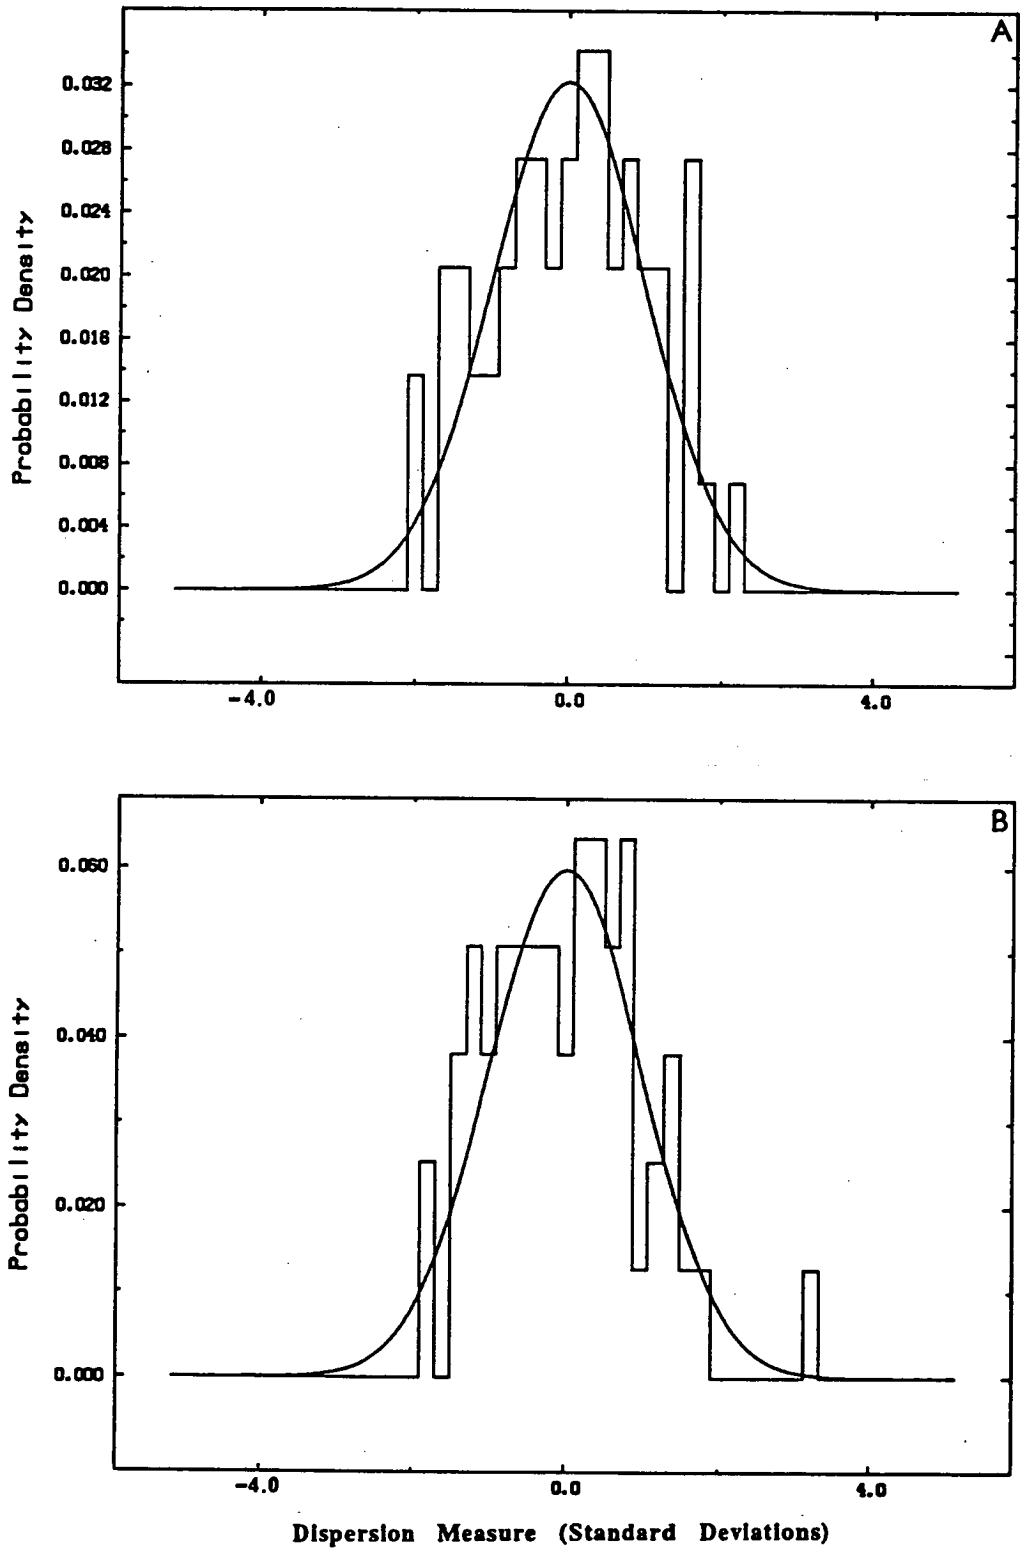 A
Probability Density
0.032
0.028
0.024
0.020
0.016
0.012
0.008
0.004
0.000
-4.0 0.0 4.0
B
Probability Density
0.060
0.040
0.020
0.000
-4.0 0.0 4.0
Dispersion Measure (Standard Deviations)